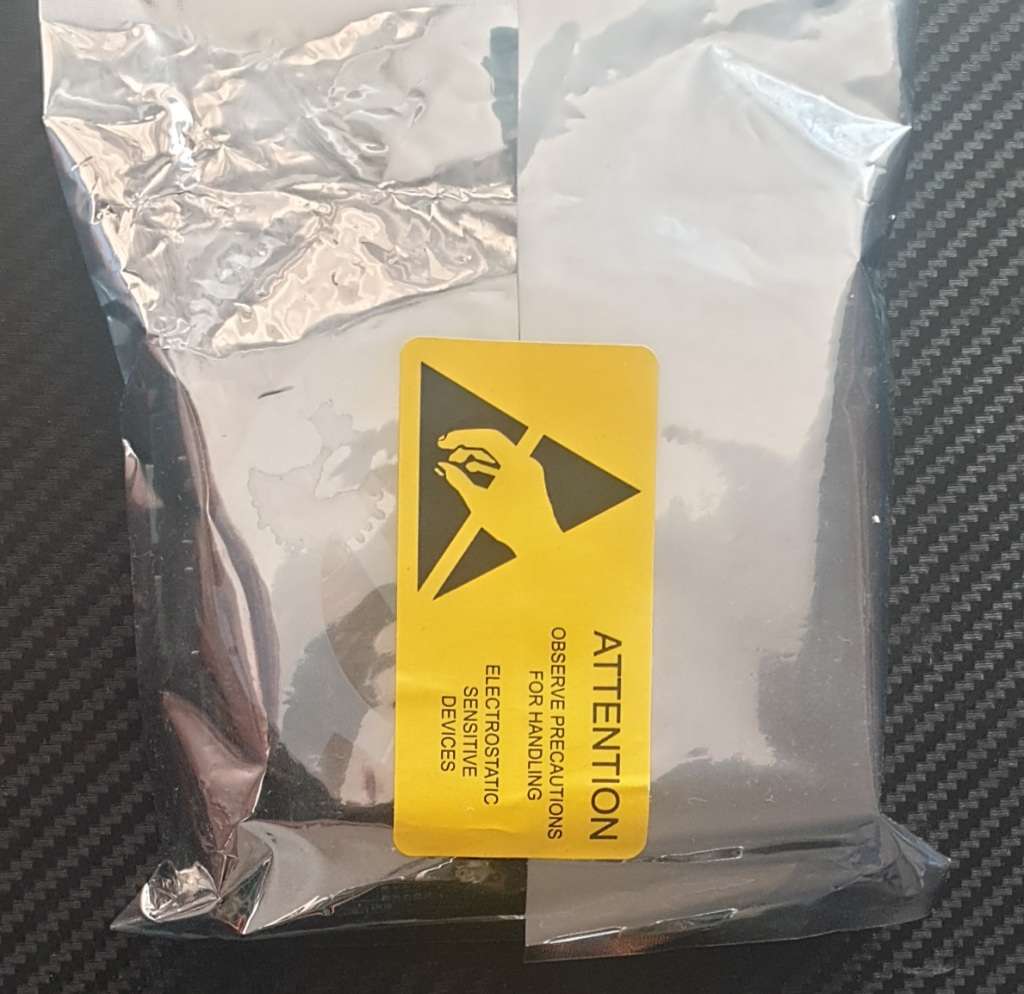 ATTENTION
OBSERVE PRECAUTIONS
FOR HANDLING
ELECTROSTATIC
SENSITIVE
DEVICES